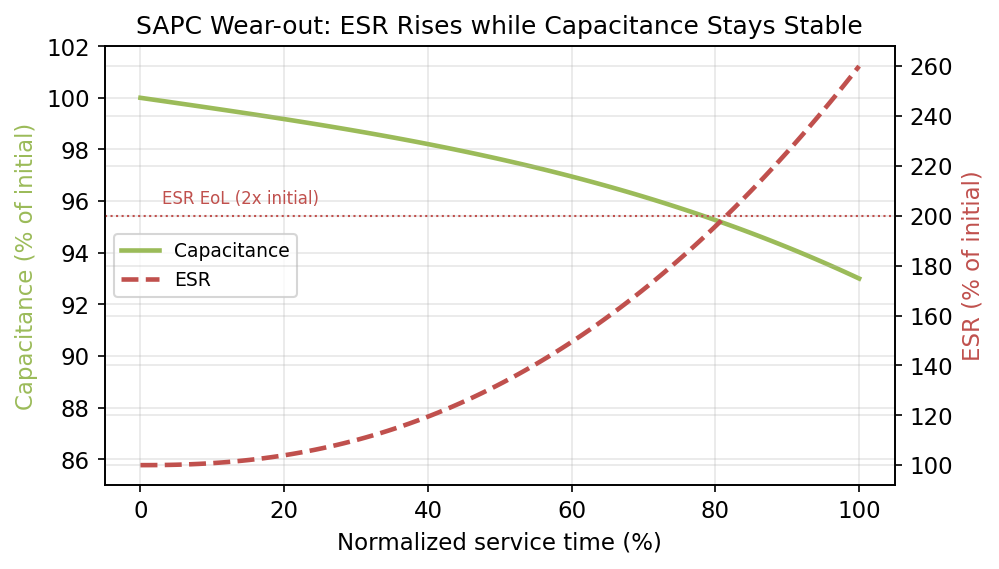 SAPC Wear-out: ESR Rises while Capacitance Stays Stable
Capacitance (% of initial)
102
100
98
96
94
92
90
88
86
ESR EoL (2x initial)
Capacitance
ESR
260
240
220
200
180
160
140
120
100
ESR (% of initial)
0 20 40 60 80 100
Normalized service time (%)